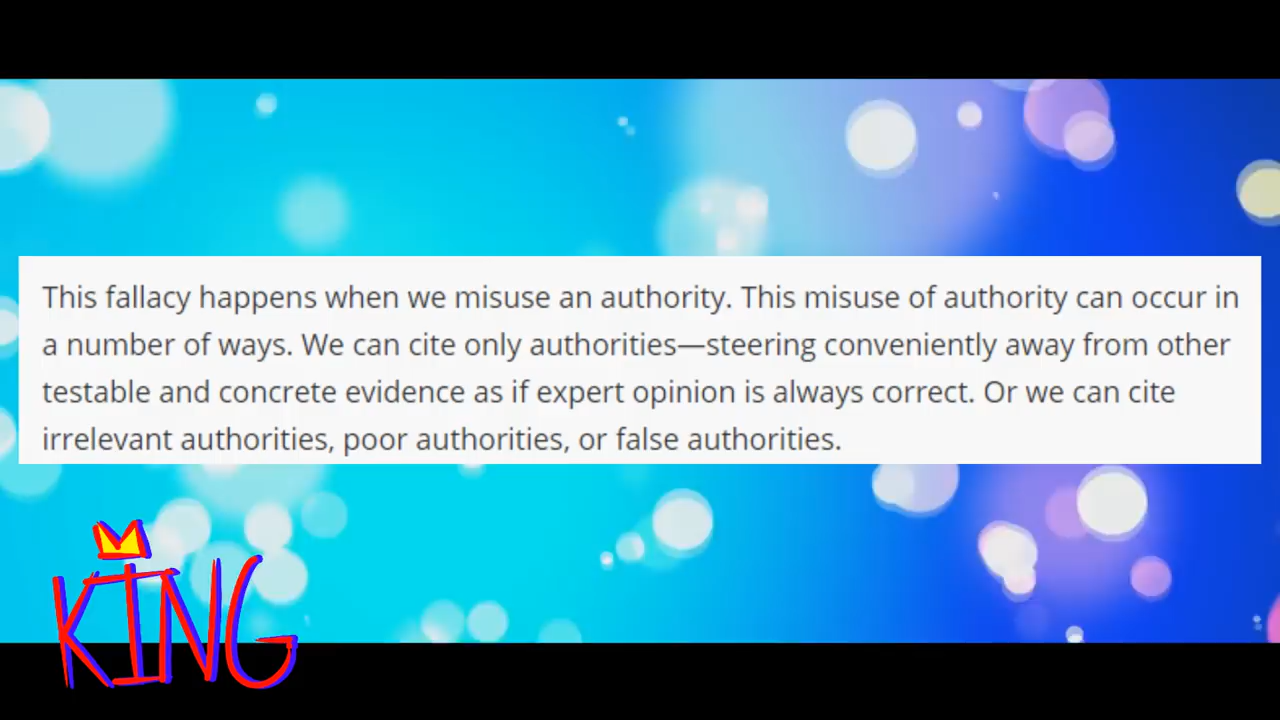 This fallacy happens when we misuse an authority. This misuse of authority can occur in
a number of ways. We can cite only authorities—steering conveniently away from other
testable and concrete evidence as if expert opinion is always correct. Or we can cite
irrelevant authorities, poor authorities, or false authorities.
KING